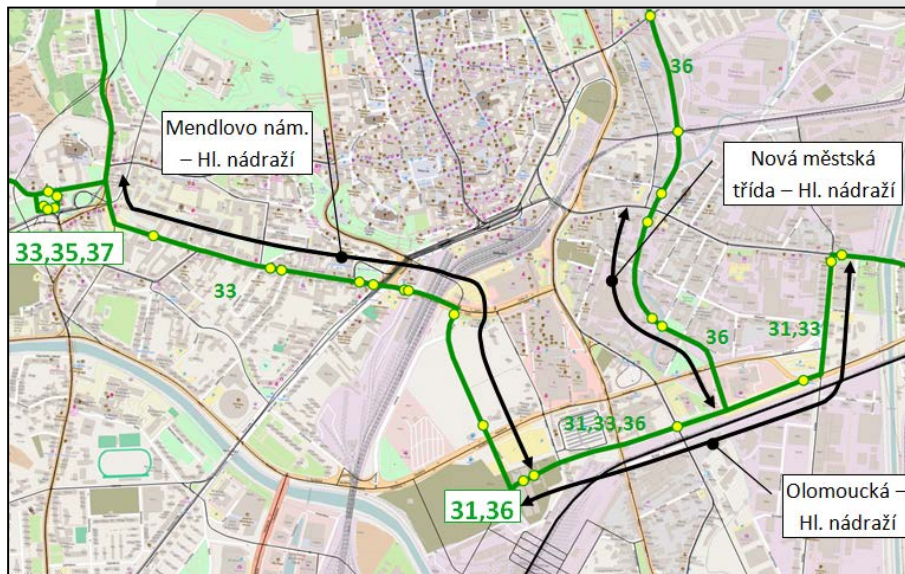 36
Mendlovo nám.
– Hl. nádraží
Nová městská
třída – Hl. nádraží
33,35,37
33
31,33
36
31,33,36
31,36
Olomoucká –
Hl. nádraží